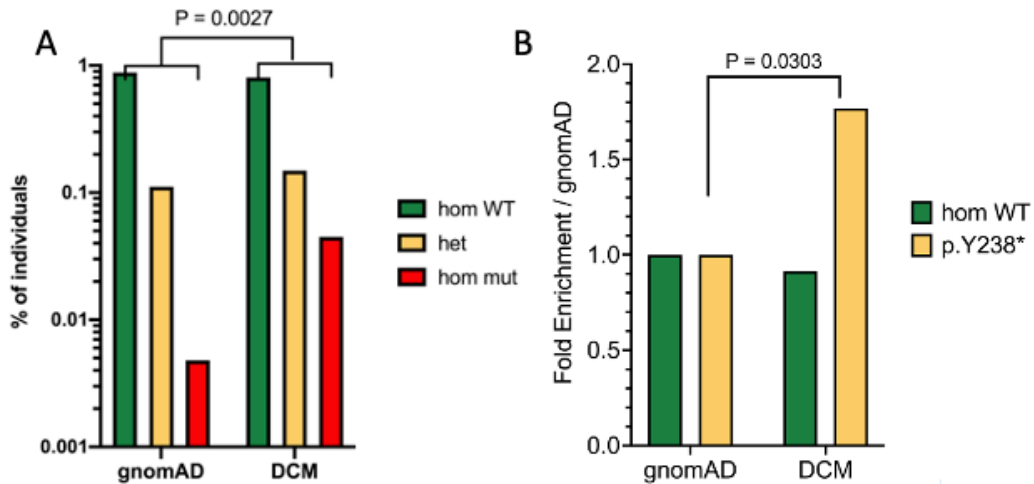 A
P = 0.0027
% of individuals
1
0.1
0.01
0.001
gnomAD
DCM
hom WT
het
hom mut
B
P = 0.0303
Fold Enrichment / gnomAD
2.0
1.5
1.0
0.5
0.0
gnomAD
DCM
hom WT
p.Y238*